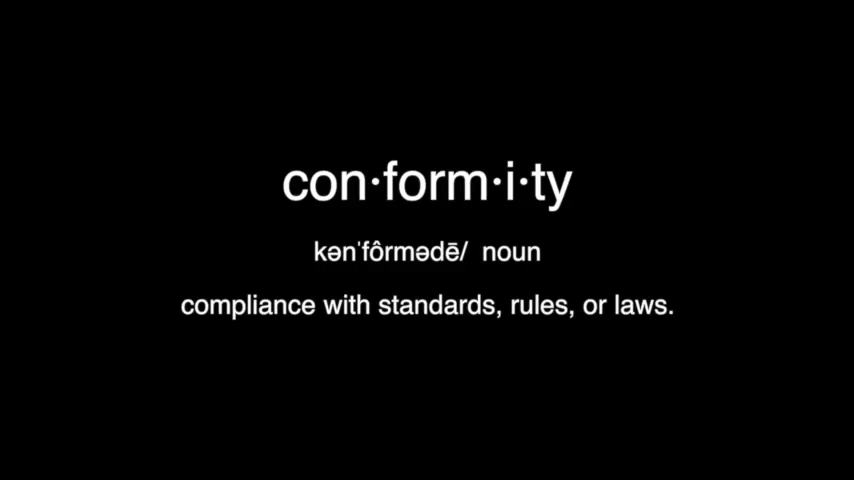 con·form·i·ty
kənˈfôrmədē/ noun
compliance with standards, rules, or laws.